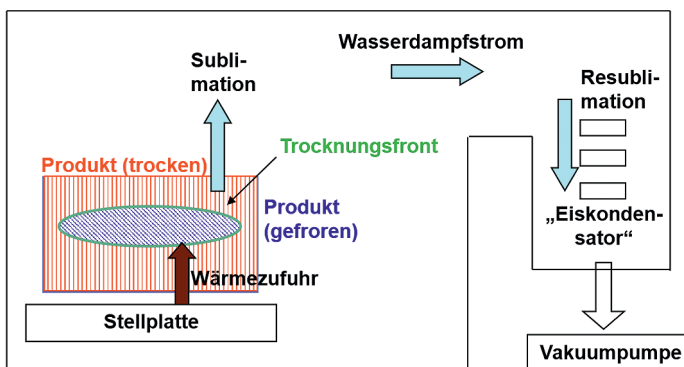 Wasserdampfstrom
Subli-
mation
Resubli-
mation
Trocknungsfront
Produkt (trocken)
Produkt
(gefroren)
„Eiskonden-
sator“
Wärmezufuhr
Stellplatte
Vakuumpumpe